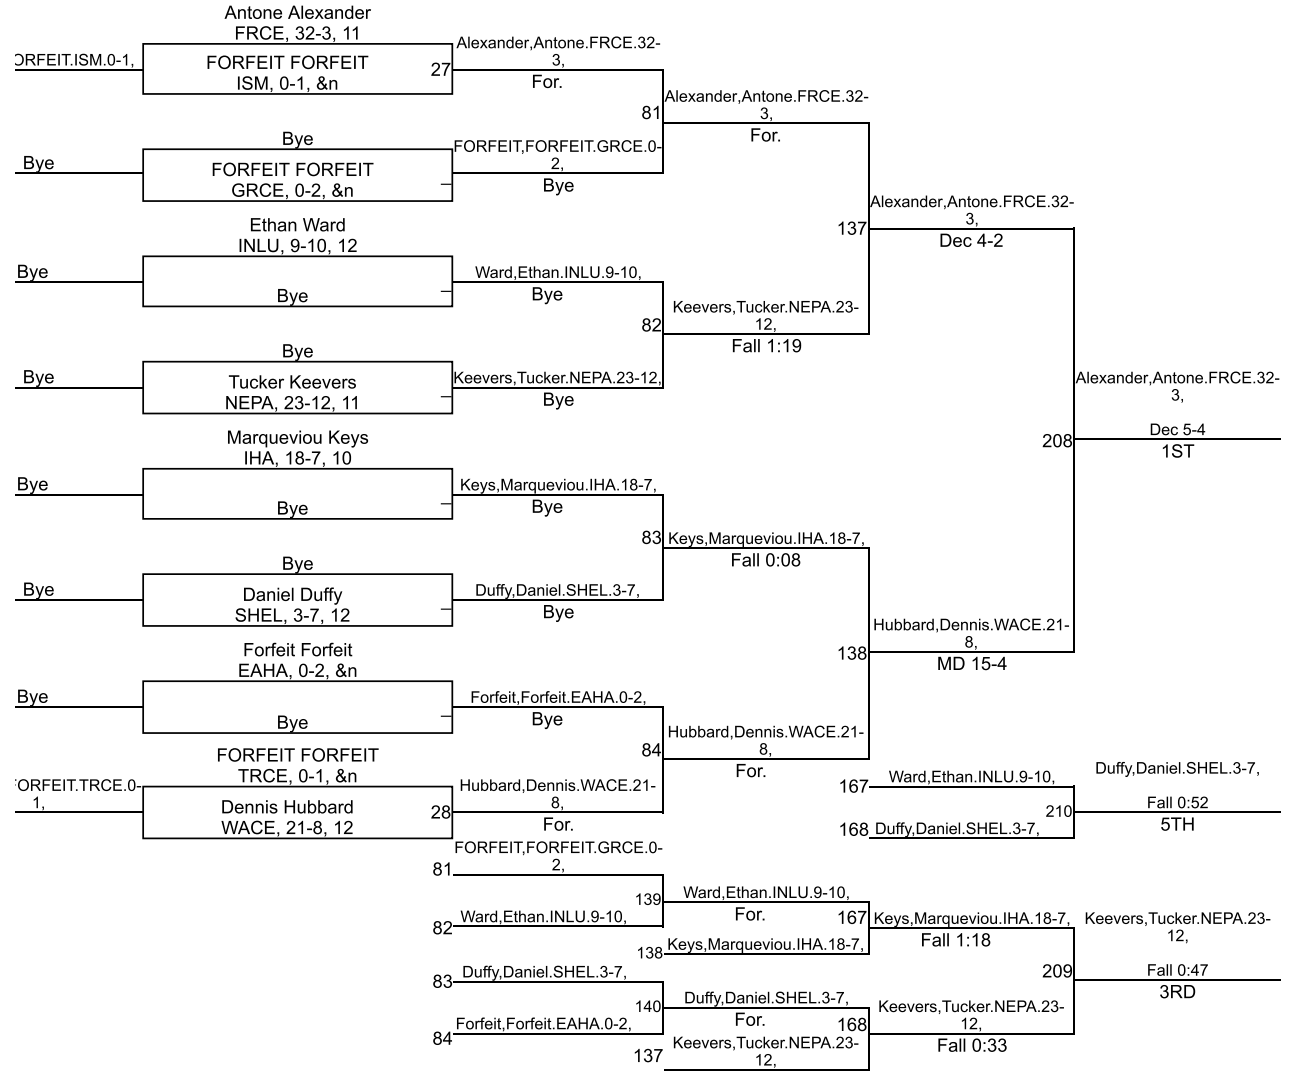 Antone Alexander
FRCE, 32-3, 11
ORFEIT.ISM.0-1,
FORFEIT FORFEIT
ISM, 0-1, &n
27
Alexander,Antone.FRCE.32-
3,
For.
81
Alexander,Antone.FRCE.32-
3,
For.
Bye
Bye
FORFEIT FORFEIT
GRCE, 0-2, &n
FORFEIT,FORFEIT.GRCE.0-
2,
Bye
137
Alexander,Antone.FRCE.32-
3,
Dec 4-2
Ethan Ward
INLU, 9-10, 12
Bye
Bye
Ward,Ethan.INLU.9-10,
Bye
82
Keevers,Tucker.NEPA.23-
12,
Fall 1:19
Bye
Bye
Tucker Keevers
NEPA, 23-12, 11
Keevers,Tucker.NEPA.23-12,
Bye
208
Alexander,Antone.FRCE.32-
3,
Dec 5-4
1ST
Marqueviou Keys
IHA, 18-7, 10
Bye
Bye
Keys,Marqueviou.IHA.18-7,
Bye
83
Keys,Marqueviou.IHA.18-7,
Fall 0:08
Bye
Bye
Daniel Duffy
SHEL, 3-7, 12
Duffy,Daniel.SHEL.3-7,
Bye
138
Hubbard,Dennis.WACE.21-
8,
MD 15-4
Forfeit Forfeit
EAHA, 0-2, &n
Bye
Bye
Forfeit,Forfeit.EAHA.0-2,
Bye
84
Hubbard,Dennis.WACE.21-
8,
For.
FORFEIT FORFEIT
TRCE, 0-1, &n
ORFEIT.TRCE.0-
1,
Dennis Hubbard
WACE, 21-8, 12
28
Hubbard,Dennis.WACE.21-
8,
For.
167
Ward,Ethan.INLU.9-10,
168
Duffy,Daniel.SHEL.3-7,
210
Duffy,Daniel.SHEL.3-7,
Fall 0:52
5TH
81
FORFEIT,FORFEIT.GRCE.0-
2,
82
Ward,Ethan.INLU.9-10,
139
Ward,Ethan.INLU.9-10,
For.
138
Keys,Marqueviou.IHA.18-7,
167
Keys,Marqueviou.IHA.18-7,
Fall 1:18
83
Duffy,Daniel.SHEL.3-7,
84
Forfeit,Forfeit.EAHA.0-2,
140
Duffy,Daniel.SHEL.3-7,
For.
137
Keevers,Tucker.NEPA.23-
12,
168
Keevers,Tucker.NEPA.23-
12,
Fall 0:33
209
Keevers,Tucker.NEPA.23-
12,
Fall 0:47
3RD